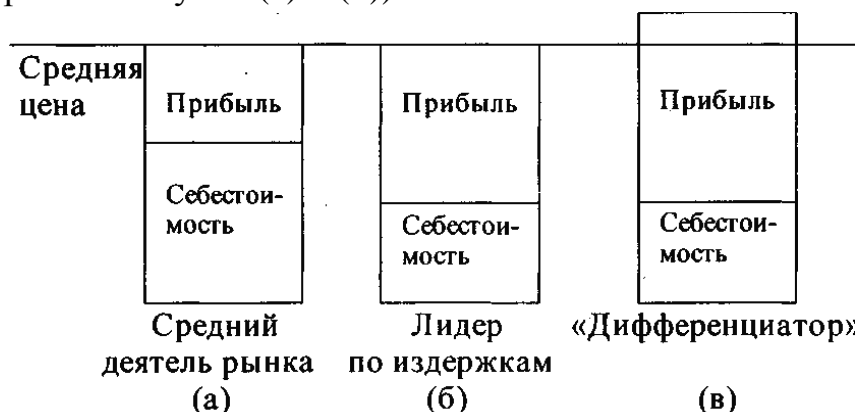 (а) (б))
Средняя
цена
Прибыль
Себестои-
мость
Прибыль
Себестои-
мость
Прибыль
Себестои-
мость
Средний
деятель рынка
(а)
Лидер
по издержкам
(б)
«Дифференциатор»
(в)